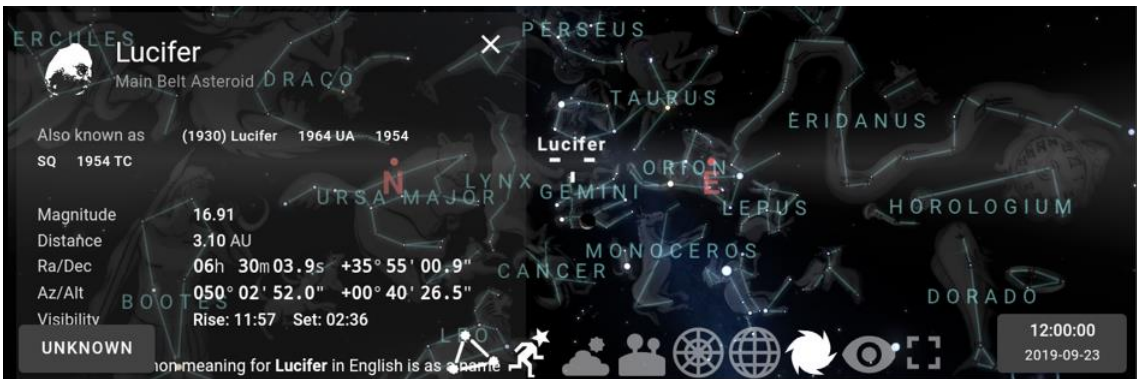 ERCULES
PERSEUS
Lucifer
Main Belt Asteroid
DRACO
TAURUS
ERIDANUS
Also known as (1930) Lucifer 1964 UA 1954
SQ 1954 TC
Lucifer
N
URSA MAJOR
LYNX
GEMINI
ORION
E
LEPUS
HOROLOGIUM
Magnitude 16.91
Distance 3.10 AU
MONOCEROS
Ra/Dec 06h 30m 03.9s +35° 55' 00.9"
CANCER
Az/Alt 050° 02' 52.0" +00° 40' 26.5"
BOOTES
DORADO
Visibility Rise: 11:57 Set: 02:36
LEO
UNKNOWN
12:00:00
2019-09-23
non meaning for Lucifer in English is as a name